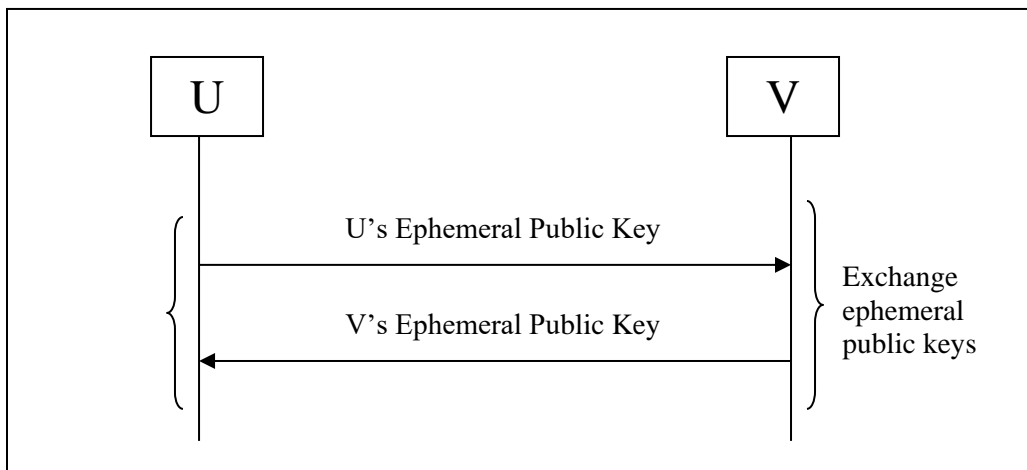 U
V
U’s Ephemeral Public Key
V’s Ephemeral Public Key
Exchange
ephemeral
public keys